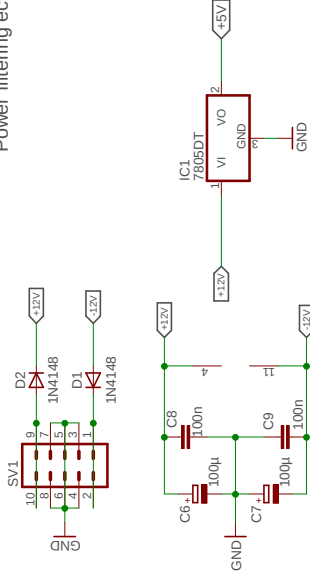 Power filtering ec
+5V
2
VO
GND
3
GND
IC1
7805DT
VI
1
+12V
+12V
-12V
D2
1N4148
D1
1N4148
SV1
9
7
5
3
1
10
8
6
4
2
GND
+12V
-12V
4
11
C8
100n
C9
100n
C6
+
100µ
C7
+
100µ
GND